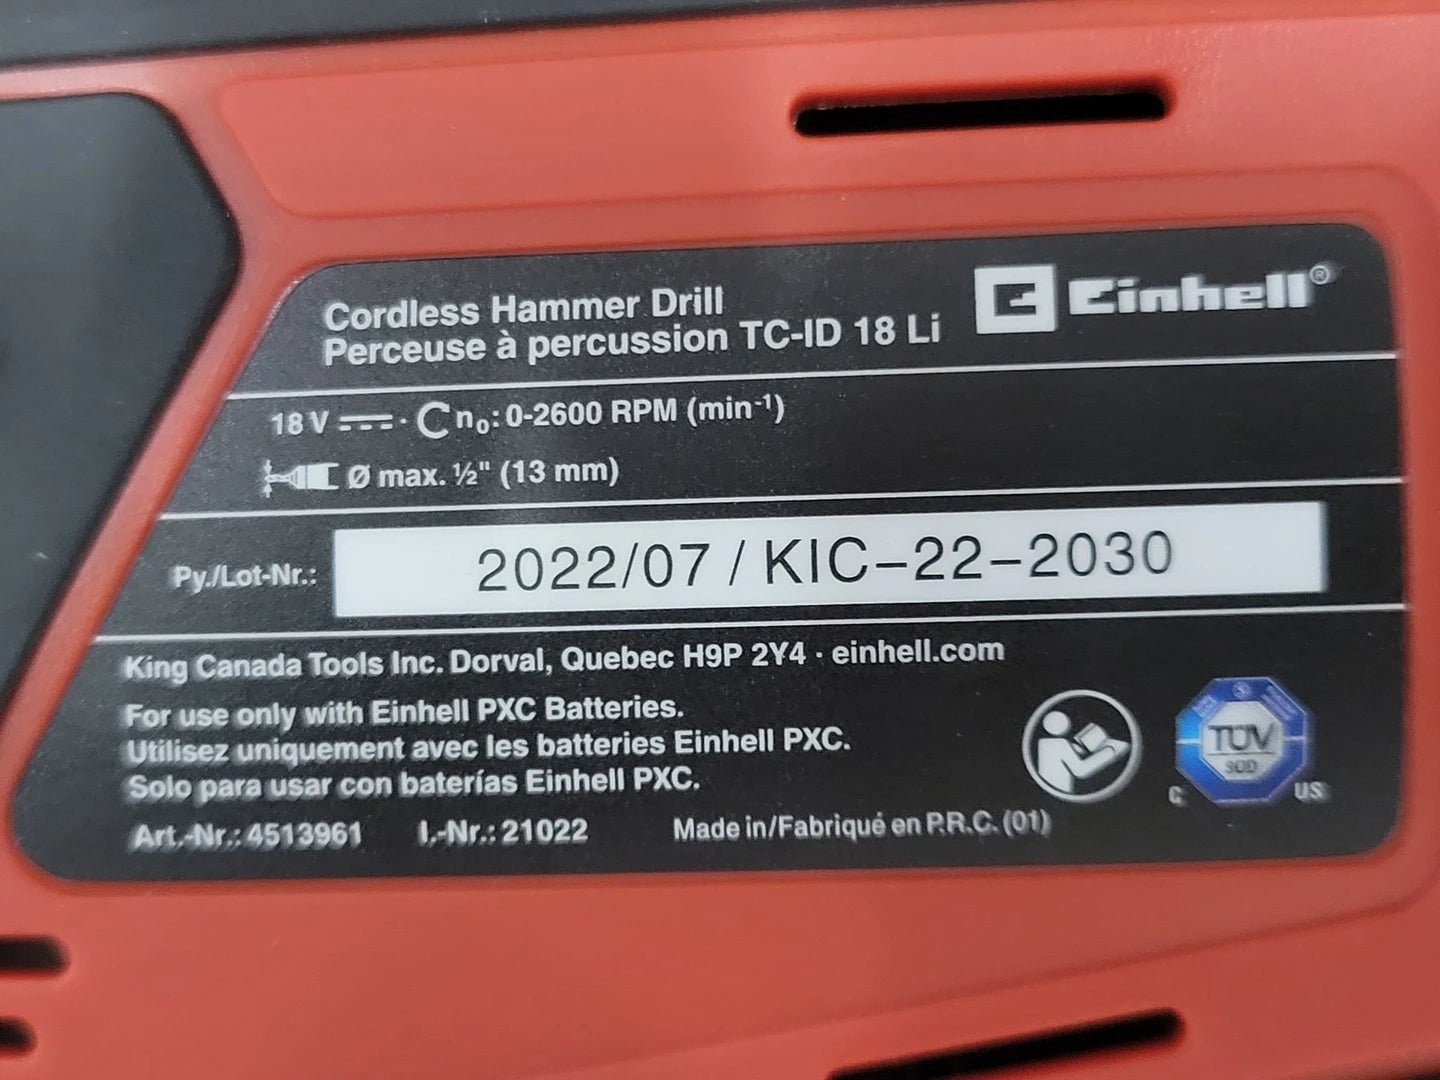 Cordless Hammer Drill
Perceuse à percussion TC-ID 18 Li
Einhell®
18 V n₀: 0-2600 RPM (min⁻¹)
Ø max. ½" (13 mm)
Py./Lot-Nr.: 2022/07 / KIC-22-2030
King Canada Tools Inc. Dorval, Quebec H9P 2Y4 · einhell.com
For use only with Einhell PXC Batteries.
Utilisez uniquement avec les batteries Einhell PXC.
Solo para usar con baterías Einhell PXC.
TÜV
SÜD
C US
Art.-Nr.: 4513961 I.-Nr.: 21022 Made in/Fabriqué en P.R.C. (01)